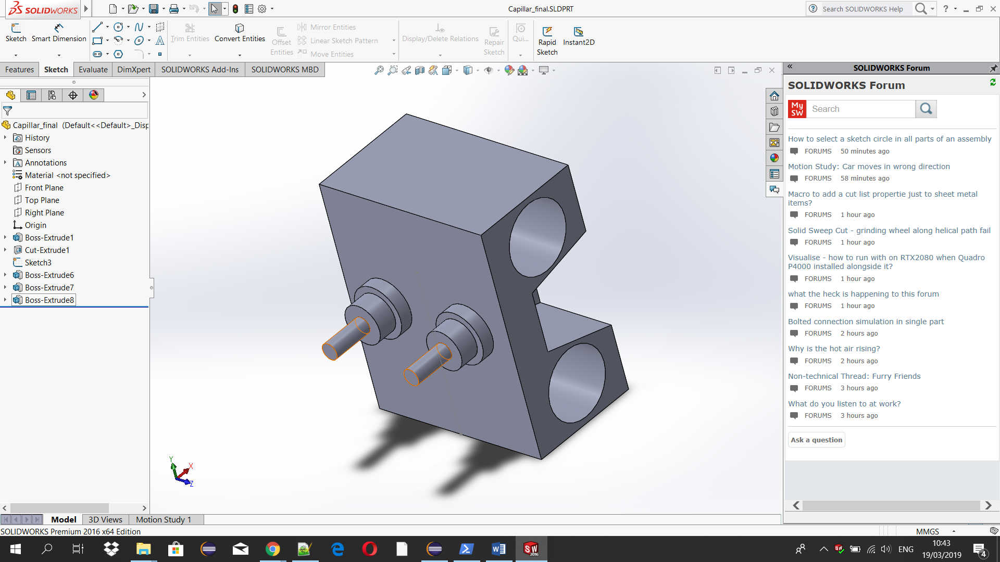 SOLIDWORKS
Capillar_final.SLDPRT
Search SOLIDWORKS Help
?
Sketch
Smart Dimension
Trim Entities
Convert Entities
Offset
Entities
Mirror Entities
Linear Sketch Pattern
Move Entities
Display/Delete Relations
Repair
Sketch
Qui...
Rapid
Sketch
Instant2D
Features
Sketch
Evaluate
DimXpert
SOLIDWORKS Add-Ins
SOLIDWORKS MBD
Capillar_final (Default<<Default>_Disp
History
Sensors
Annotations
Material <not specified>
Front Plane
Top Plane
Right Plane
Origin
Boss-Extrude1
Cut-Extrude1
Sketch3
Boss-Extrude6
Boss-Extrude7
Boss-Extrude8
Y
X
Z
SOLIDWORKS Forum
SOLIDWORKS Forum
My
SW
Search
How to select a sketch circle in all parts of an assembly
FORUMS 50 minutes ago
Motion Study: Car moves in wrong direction
FORUMS 58 minutes ago
Macro to add a cut list propertie just to sheet metal
items?
FORUMS 1 hour ago
Solid Sweep Cut - grinding wheel along helical path fail
FORUMS 1 hour ago
Visualise - how to run with on RTX2080 when Quadro
P4000 installed alongside it?
FORUMS 1 hour ago
what the heck is happening to this forum
FORUMS 1 hour ago
Bolted connection simulation in single part
FORUMS 2 hours ago
Why is the hot air rising?
FORUMS 2 hours ago
Non-technical Thread: Furry Friends
FORUMS 3 hours ago
What do you listen to at work?
FORUMS 3 hours ago
Ask a question
Model
3D Views
Motion Study 1
SOLIDWORKS Premium 2016 x64 Edition
MMGS
SW
2016
ENG
10:43
19/03/2019
4